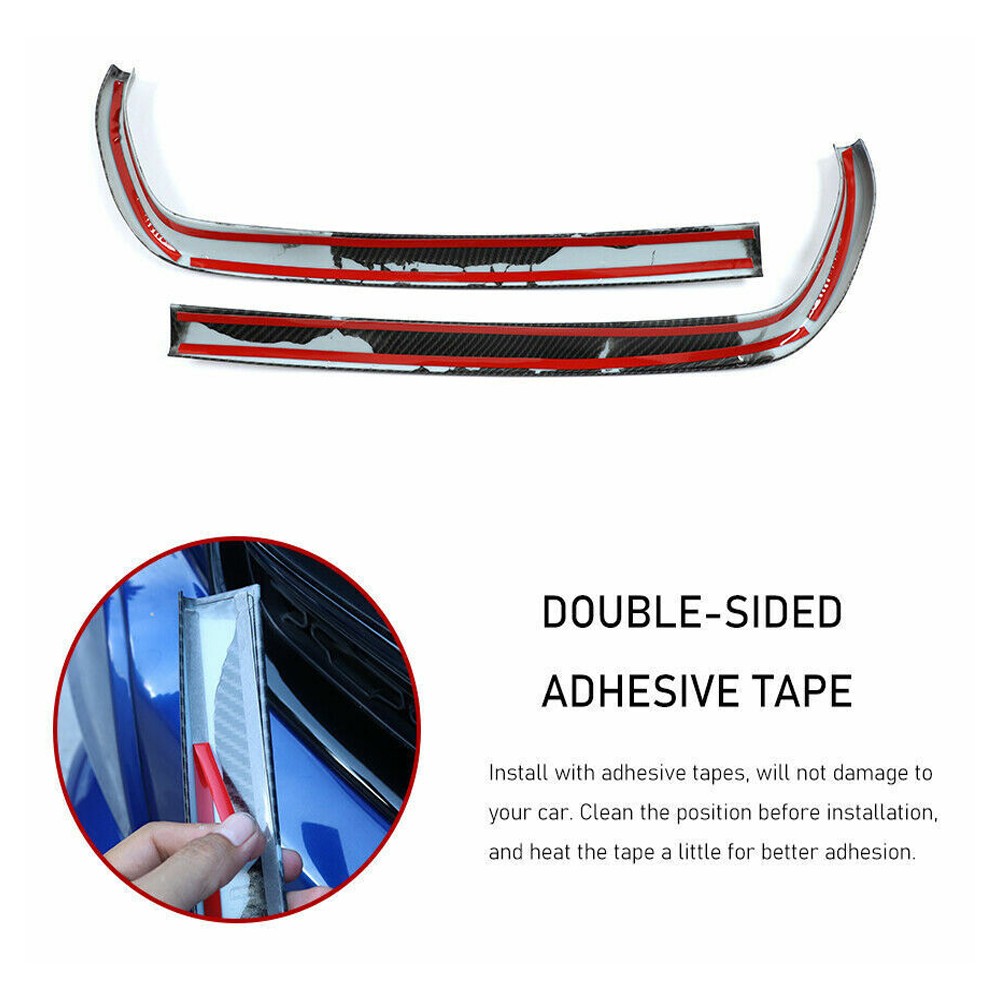 DOUBLE-SIDED
ADHESIVE TAPE
Install with adhesive tapes, will not damage to
your car. Clean the position before installation,
and heat the tape a little for better adhesion.